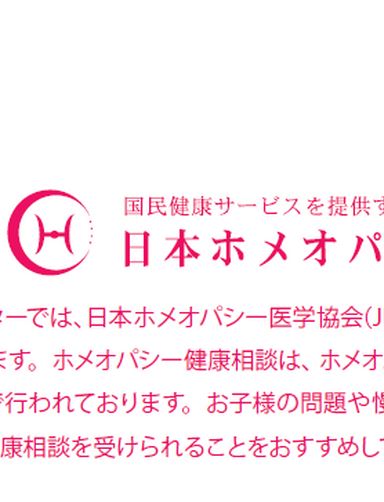 国民健康サービスを提供す
日本ホメオパ
ターでは、日本ホメオパシー医学協会(J
ます。ホメオパシー健康相談は、ホメオ
で行われております。お子様の問題や慢
康相談を受けられることをおすすめして